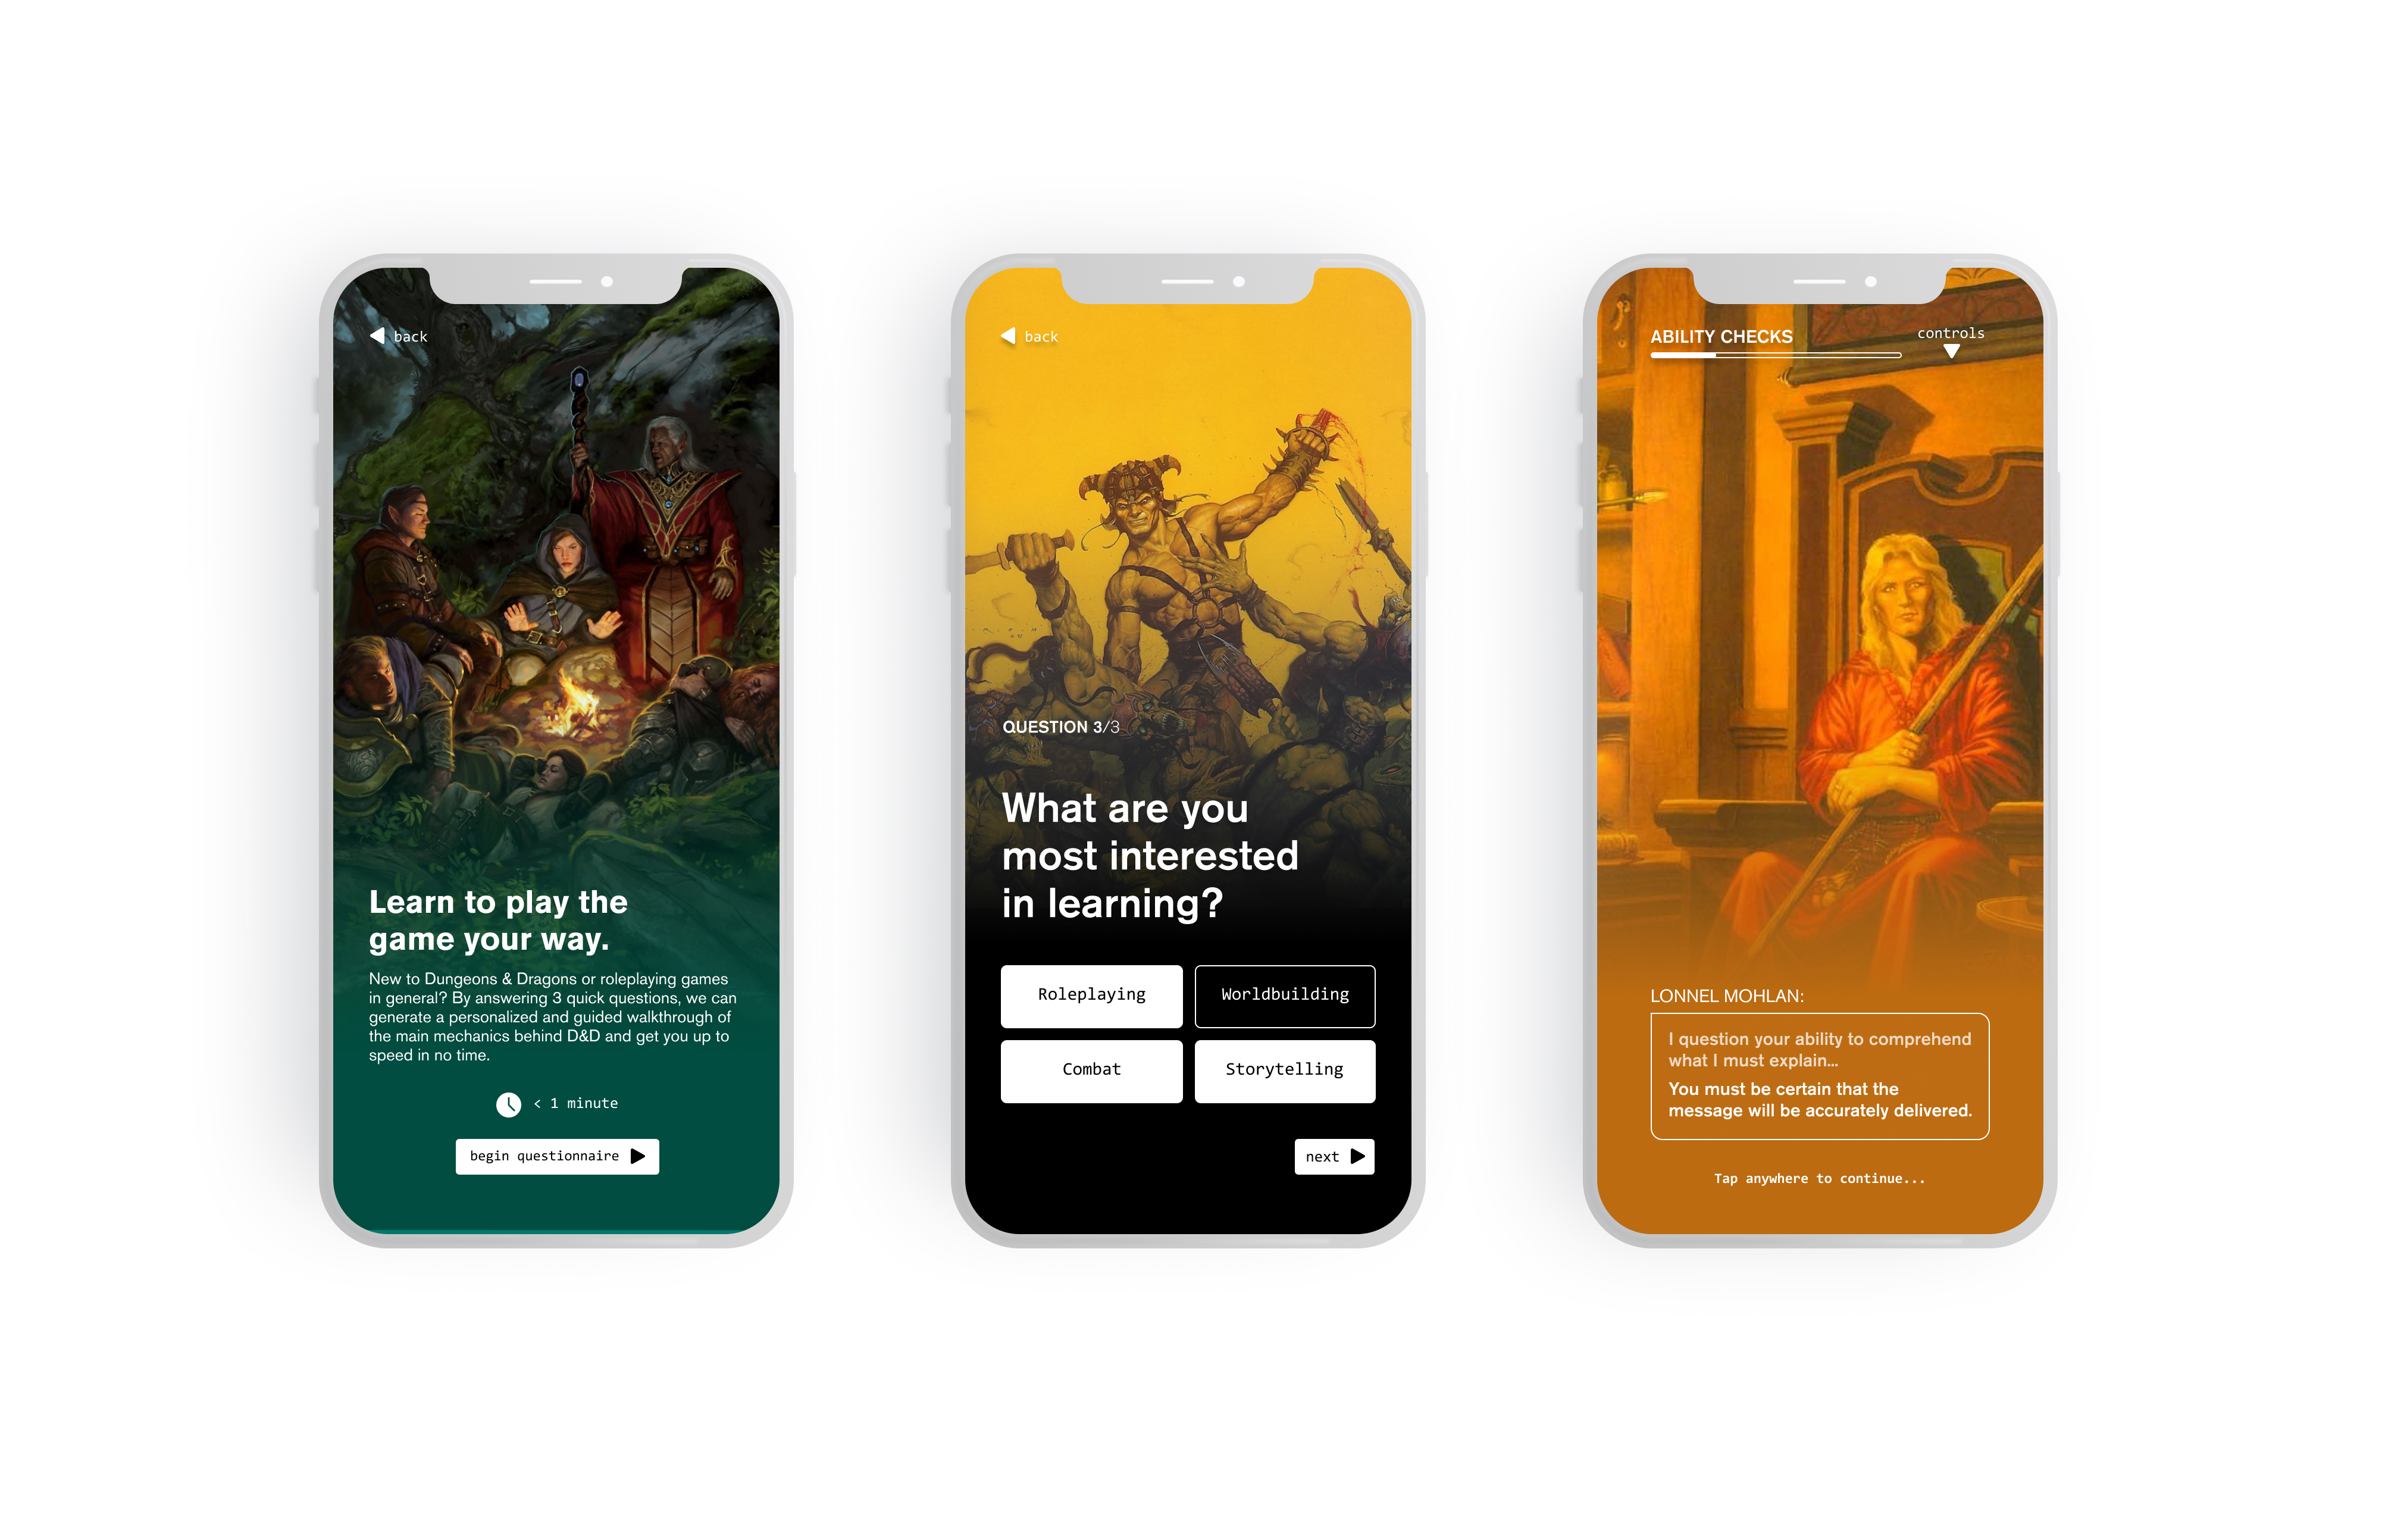 back
Learn to play the
game your way.
New to Dungeons & Dragons or roleplaying games
in general? By answering 3 quick questions, we can
generate a personalized and guided walkthrough of
the main mechanics behind D&D and get you up to
speed in no time.
< 1 minute
begin questionnaire
back
QUESTION 3/3
What are you
most interested
in learning?
Roleplaying
Worldbuilding
Combat
Storytelling
next
ABILITY CHECKS
controls
LONNEL MOHLAN:
I question your ability to comprehend
what I must explain...
You must be certain that the
message will be accurately delivered.
Tap anywhere to continue...